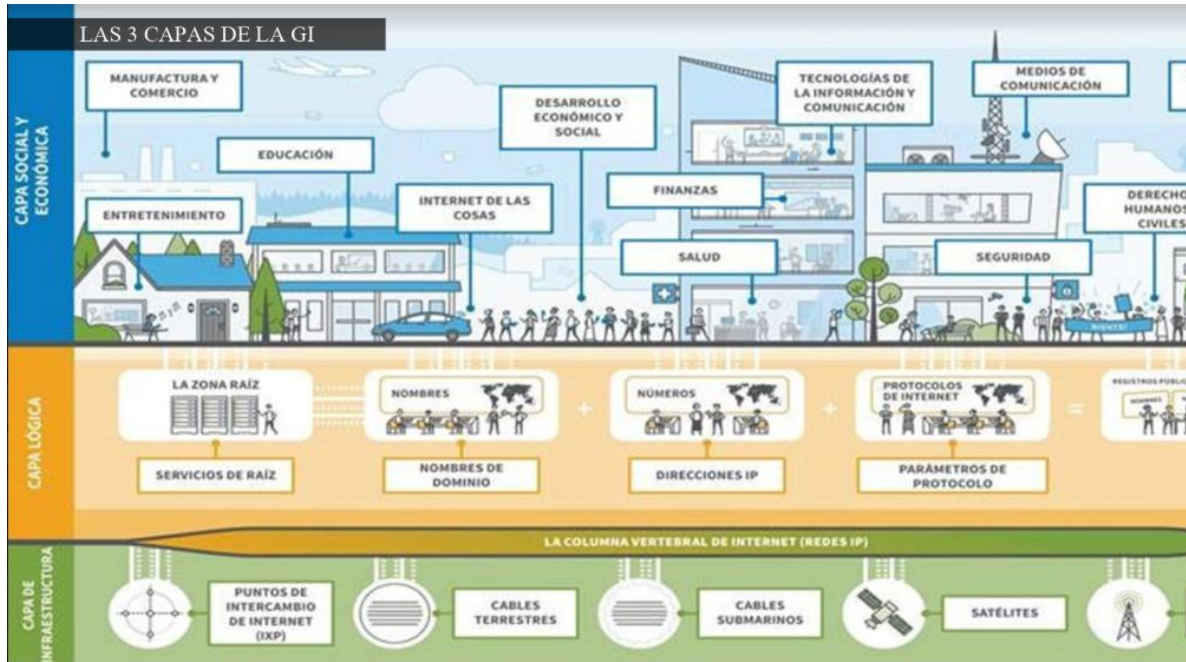 LAS 3 CAPAS DE LA GI
CAPA SOCIAL Y
ECONÓMICA
MANUFACTURA Y
COMERCIO
EDUCACIÓN
ENTRETENIMIENTO
INTERNET DE LAS
COSAS
DESARROLLO
ECONÓMICO Y
SOCIAL
TECNOLOGÍAS DE
LA INFORMACIÓN Y
COMUNICACIÓN
MEDIOS DE
COMUNICACIÓN
FINANZAS
SALUD
SEGURIDAD
DERECHO
HUMANOS
CIVILES
RIGHTS!
CAPA LÓGICA
LA ZONA RAÍZ
NOMBRES
NÚMEROS
PROTOCOLOS
DE INTERNET
REGISTROS PÚBLIC
NOMBRES
SERVICIOS DE RAÍZ
NOMBRES DE
DOMINIO
DIRECCIONES IP
PARÁMETROS DE
PROTOCOLO
LA COLUMNA VERTEBRAL DE INTERNET (REDES IP)
CAPA DE
INFRAESTRUCTURA
PUNTOS DE
INTERCAMBIO
DE INTERNET
(IXP)
CABLES
TERRESTRES
CABLES
SUBMARINOS
SATÉLITES